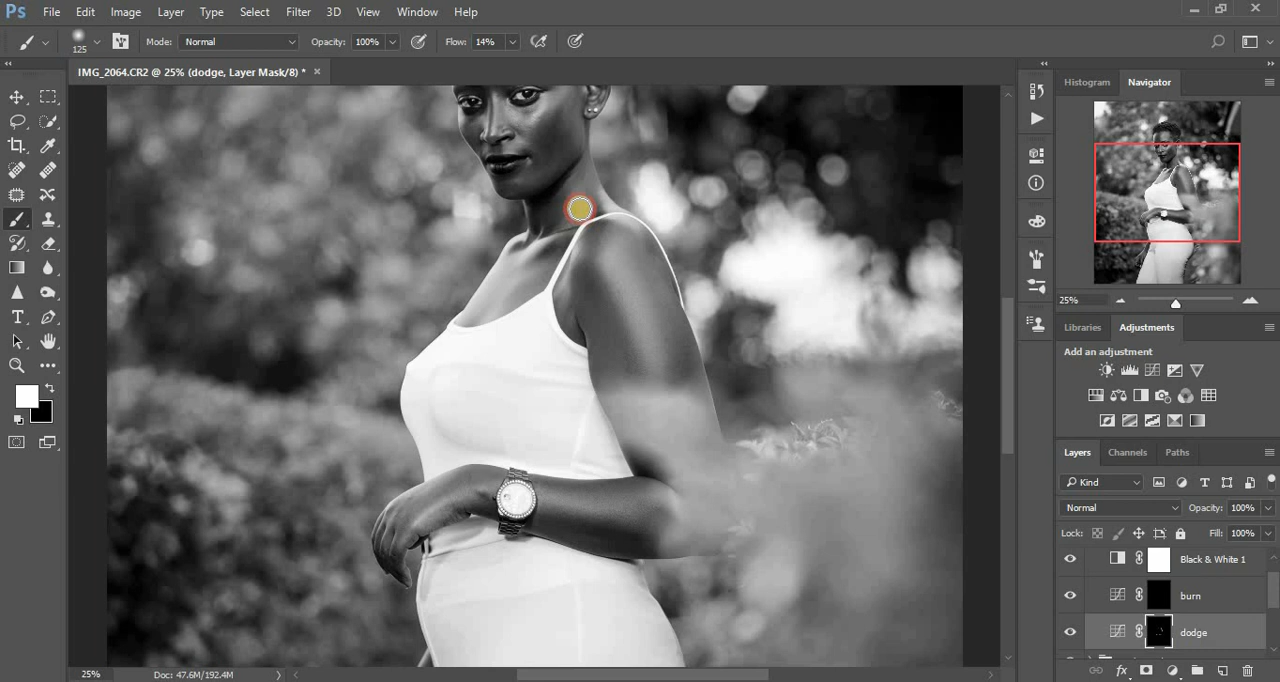 Ps File Edit Image Layer Type Select Filter 3D View Window Help
125 Mode: Normal Opacity: 100% Flow: 14%
IMG_2064.CR2 @ 25% (dodge, Layer Mask/8) * ×
Histogram Navigator
25%
Libraries Adjustments
Add an adjustment
Layers Channels Paths
Kind
Normal Opacity: 100%
Lock: Fill: 100%
Black & White 1
burn
dodge
25% Doc: 47.6M/192.4M
fx